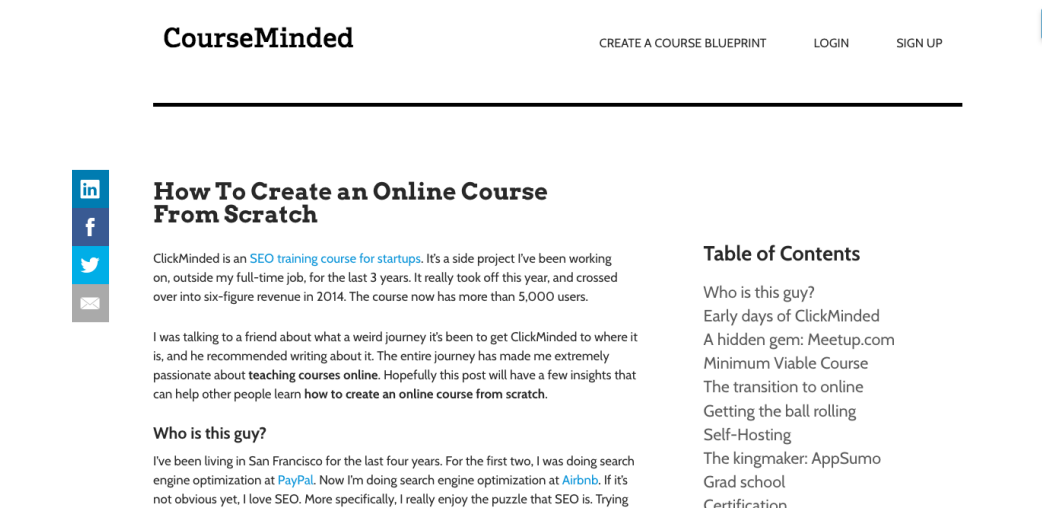 CourseMinded
CREATE A COURSE BLUEPRINT LOGIN SIGN UP
How To Create an Online Course
From Scratch
ClickMinded is an SEO training course for startups. It's a side project I've been working
on, outside my full-time job, for the last 3 years. It really took off this year, and crossed
over into six-figure revenue in 2014. The course now has more than 5,000 users.
I was talking to a friend about what a weird journey it's been to get ClickMinded to where it
is, and he recommended writing about it. The entire journey has made me extremely
passionate about teaching courses online. Hopefully this post will have a few insights that
can help other people learn how to create an online course from scratch.
Who is this guy?
I've been living in San Francisco for the last four years. For the first two, I was doing search
engine optimization at PayPal. Now I'm doing search engine optimization at Airbnb. If it's
not obvious yet, I love SEO. More specifically, I really enjoy the puzzle that SEO is. Trying
Table of Contents
Who is this guy?
Early days of ClickMinded
A hidden gem: Meetup.com
Minimum Viable Course
The transition to online
Getting the ball rolling
Self-Hosting
The kingmaker: AppSumo
Grad school
Certification